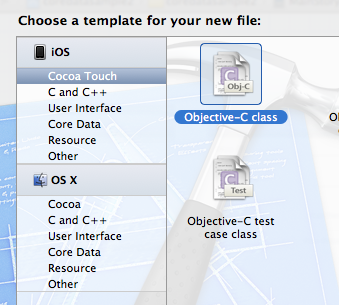 Choose a template for your new file:
iOS
Cocoa Touch
C and C++
User Interface
Core Data
Resource
Other
OS X
Cocoa
C and C++
User Interface
Core Data
Resource
Other
C
Obj-C
Objective-C class
C
Test
Objective-C test
case class